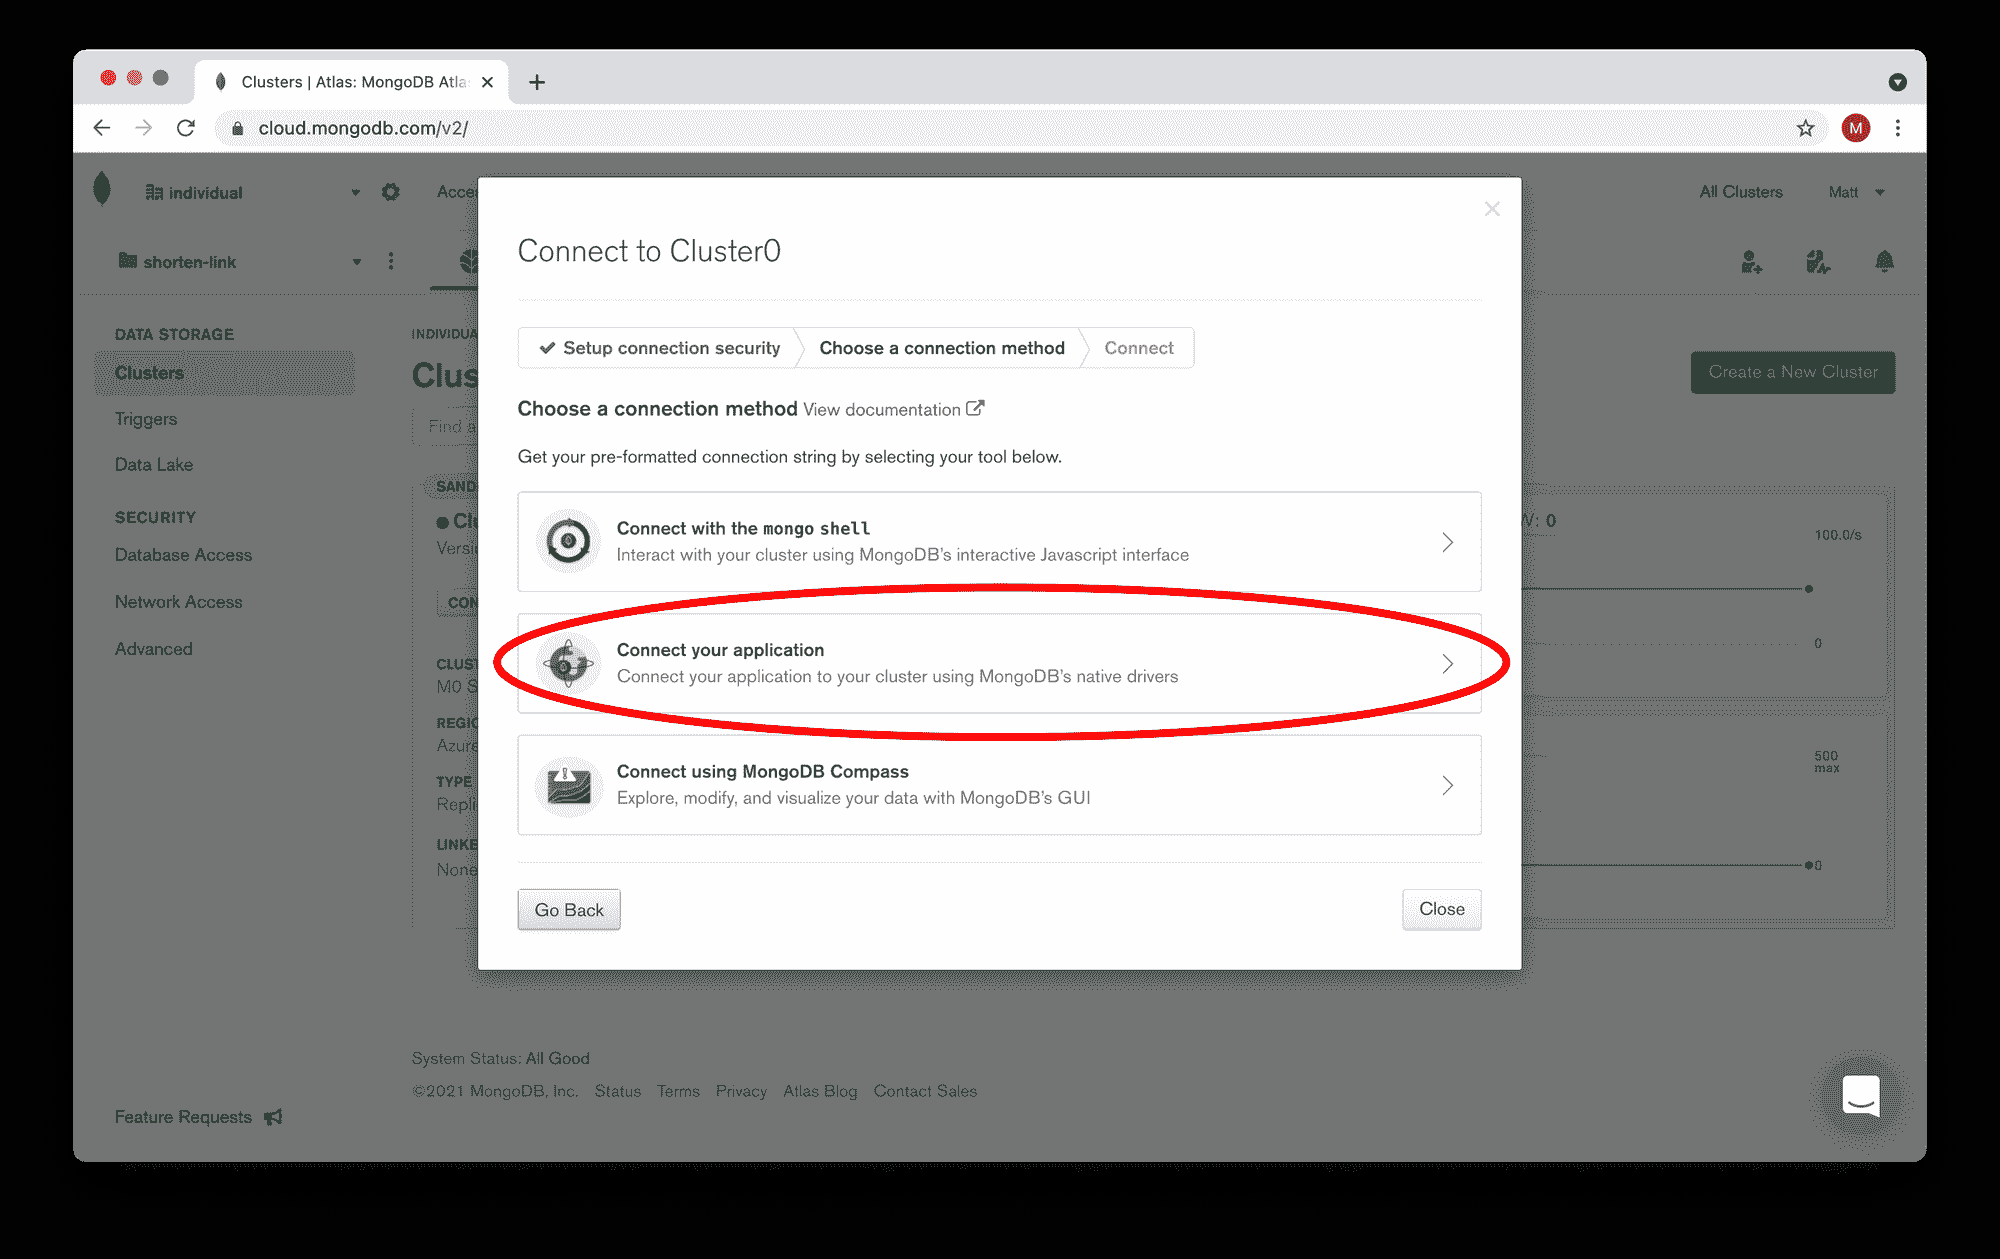 Clusters | Atlas: MongoDB Atla
cloud.mongodb.com/v2/
M
individual
Acce
All Clusters
Matt
shorten-link
DATA STORAGE
Clusters
Triggers
Data Lake
SECURITY
Database Access
Network Access
Advanced
Feature Requests
INDIVIDUA
Clus
Find a
Create a New Cluster
SAND
Clu
Versi
CON
CLUST
M0 S
REGIO
Azure
TYPE
Repli
LINKE
None
Connect to Cluster0
Setup connection security
Choose a connection method
Connect
Choose a connection method View documentation
Get your pre-formatted connection string by selecting your tool below.
Connect with the mongo shell
Interact with your cluster using MongoDB's interactive Javascript interface
Connect your application
Connect your application to your cluster using MongoDB's native drivers
Connect using MongoDB Compass
Explore, modify, and visualize your data with MongoDB's GUI
Go Back
Close
W: 0
100.0/s
0
500
max
0
System Status: All Good
©2021 MongoDB, Inc. Status Terms Privacy Atlas Blog Contact Sales